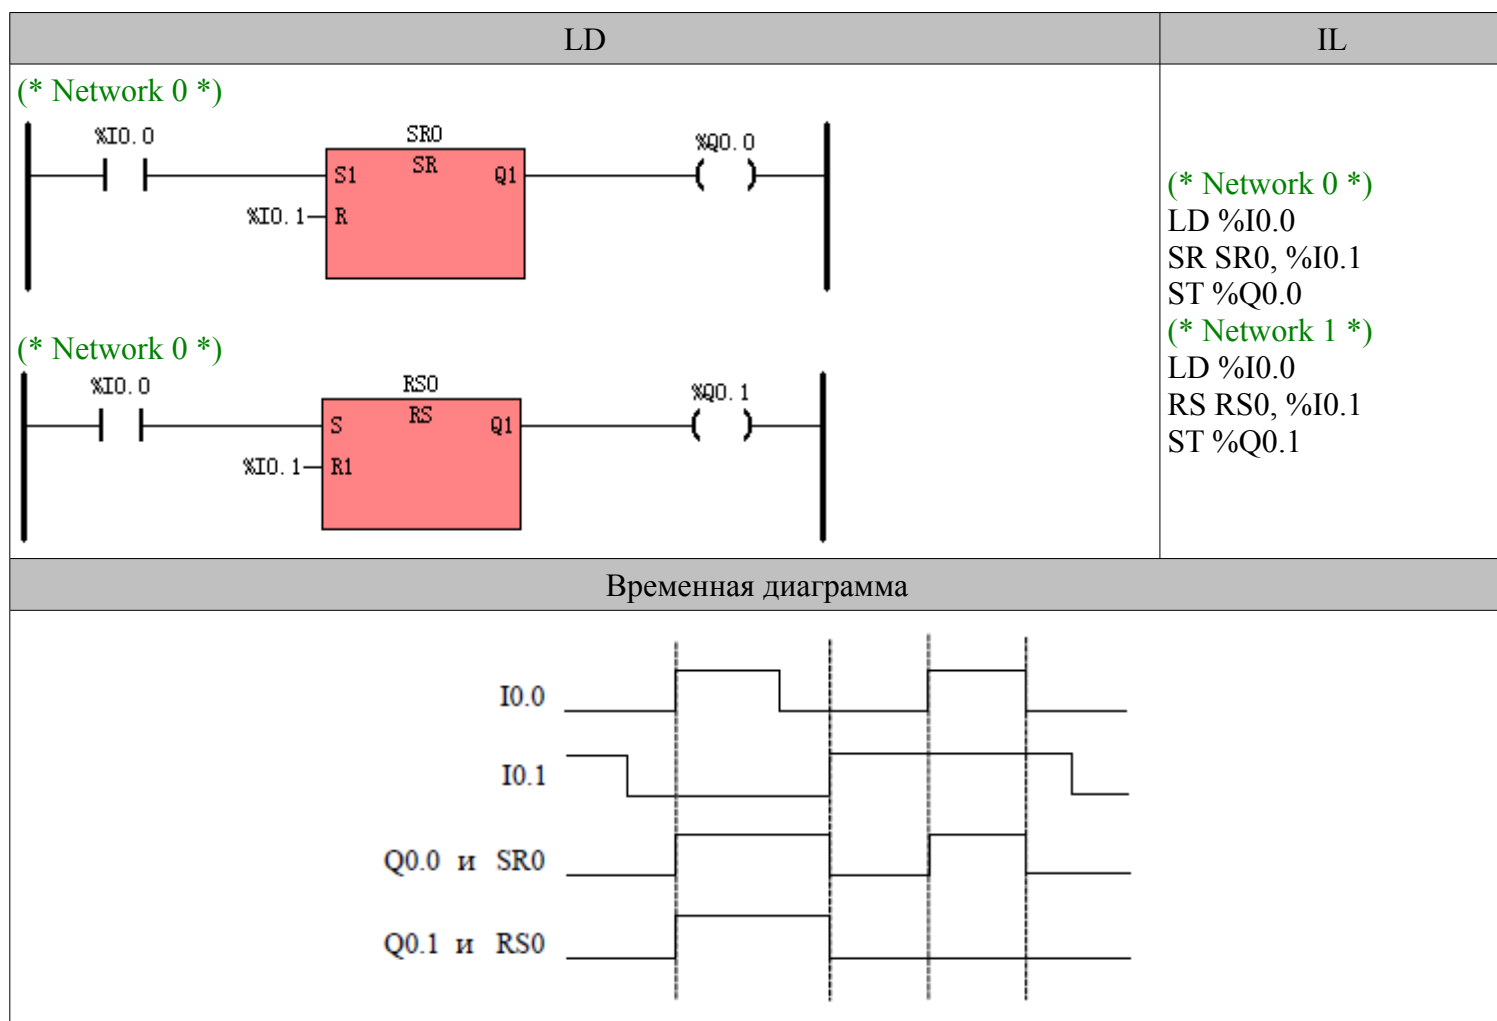 LD
IL
(* Network 0 *)
%I0.0
SR0
%Q0.0
SR
S1
Q1
%I0.1
R
(* Network 0 *)
%I0.0
RS0
%Q0.1
RS
S
Q1
%I0.1
R1
(* Network 0 *)
LD %I0.0
SR SR0, %I0.1
ST %Q0.0
(* Network 1 *)
LD %I0.0
RS RS0, %I0.1
ST %Q0.1
Временная диаграмма
I0.0
I0.1
Q0.0 и SR0
Q0.1 и RS0